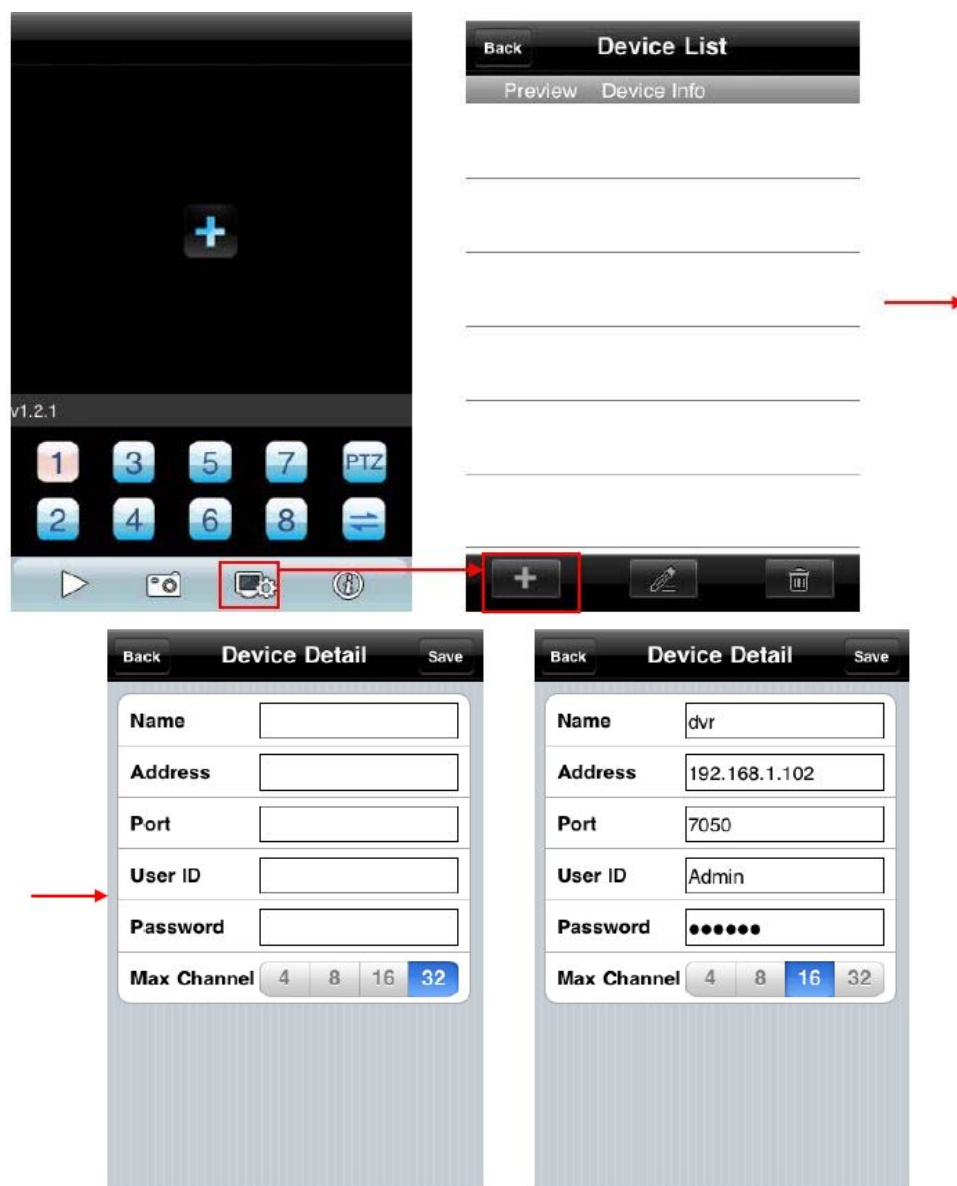 Back Device List
Preview Device Info
v1.2.1
1 3 5 7 PTZ
2 4 6 8
Back Device Detail Save
Name
Address
Port
User ID
Password
Max Channel 4 8 16 32
Back Device Detail Save
Name dvr
Address 192.168.1.102
Port 7050
User ID Admin
Password ●●●●●●
Max Channel 4 8 16 32